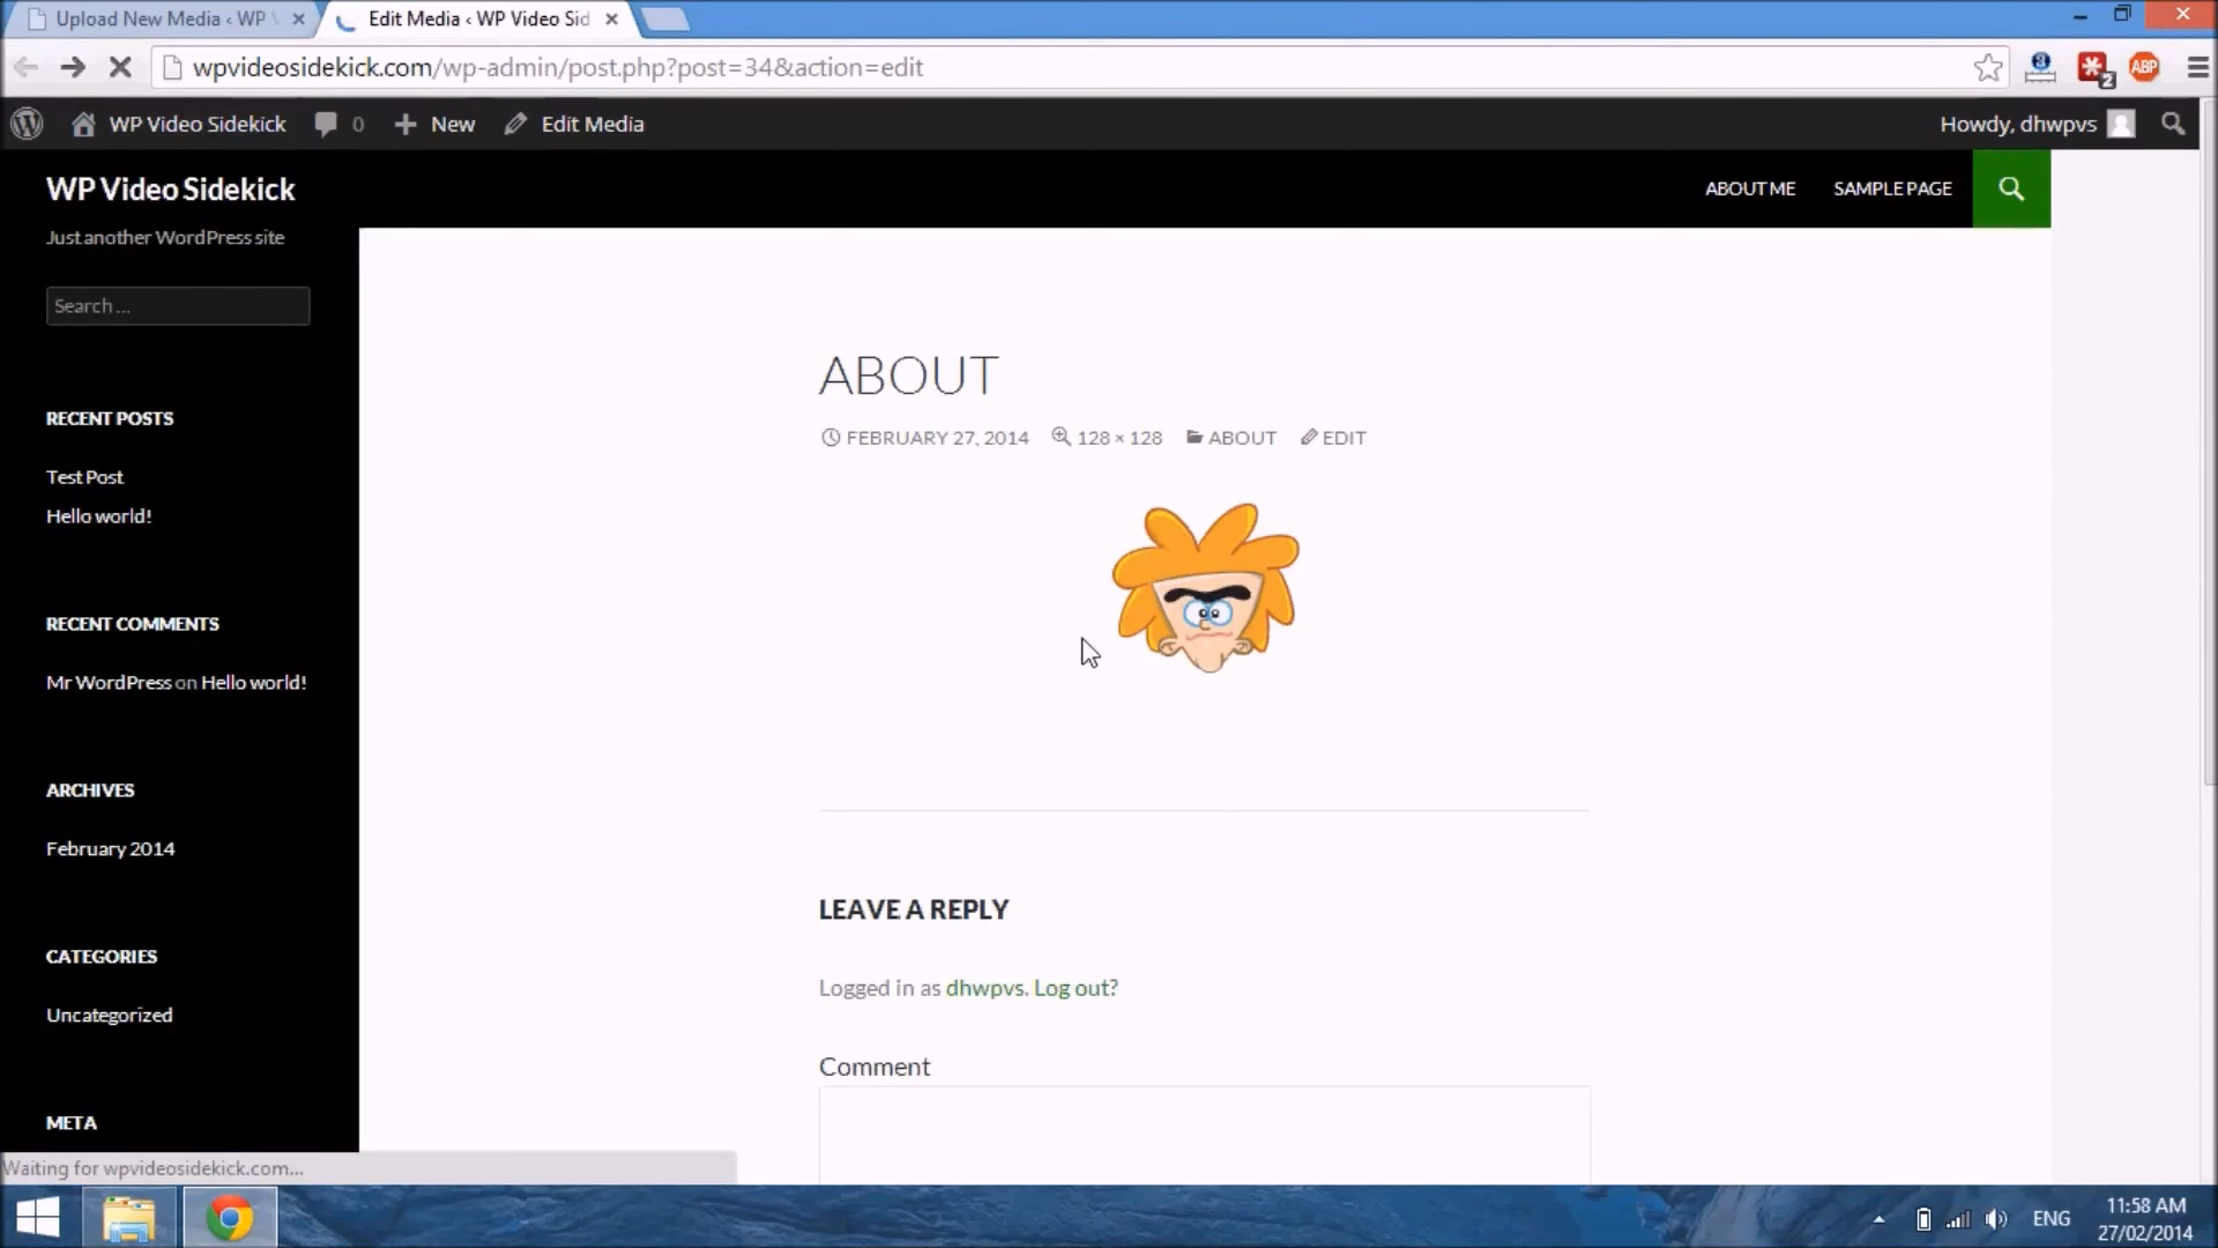 Upload New Media ‹ WP V
Edit Media ‹ WP Video Sid
wpvideosidekick.com/wp-admin/post.php?post=34&action=edit
3
2
ABP
WP Video Sidekick
0
New
Edit Media
Howdy, dhwpvs
WP Video Sidekick
ABOUT ME
SAMPLE PAGE
Just another WordPress site
Search ...
ABOUT
RECENT POSTS
FEBRUARY 27, 2014
128 × 128
ABOUT
EDIT
Test Post
Hello world!
RECENT COMMENTS
Mr WordPress on Hello world!
ARCHIVES
February 2014
LEAVE A REPLY
CATEGORIES
Logged in as dhwpvs. Log out?
Uncategorized
Comment
META
Waiting for wpvideosidekick.com...
ENG
11:58 AM
27/02/2014